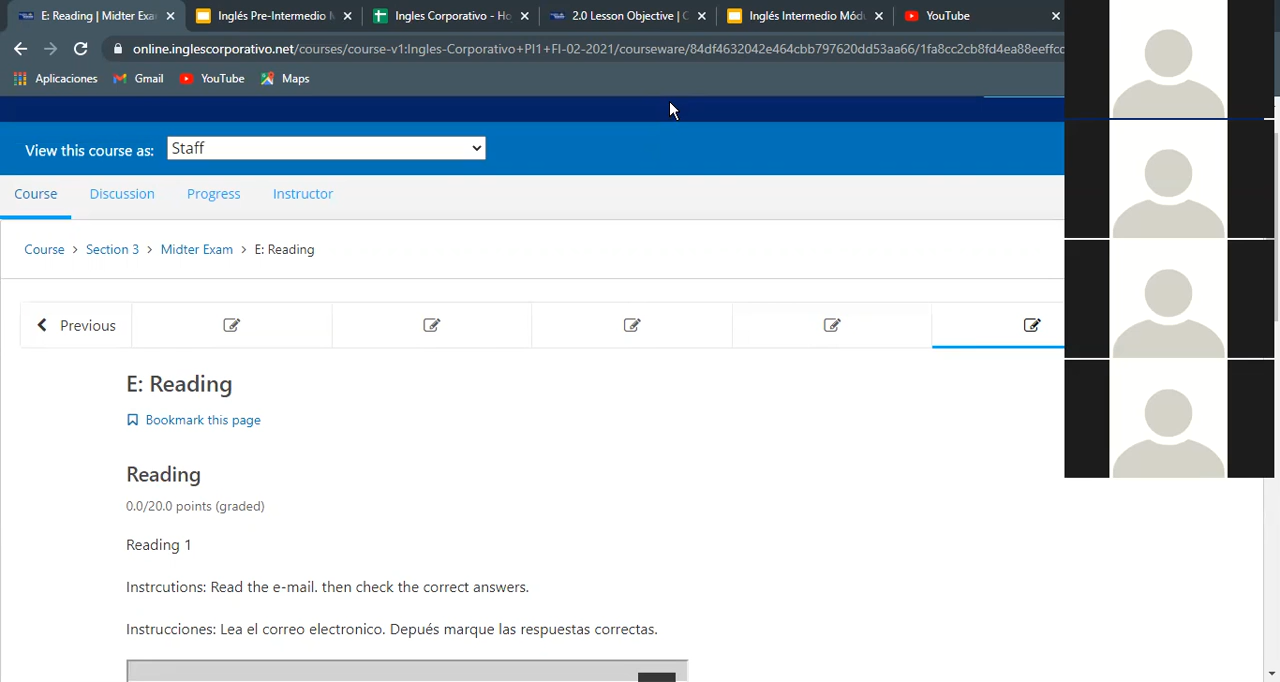 E: Reading | Midter Exa
Inglés Pre-Intermedio M
Ingles Corporativo - Ho
2.0 Lesson Objective | C
Inglés Intermedio Módu
YouTube
online.inglescorporativo.net/courses/course-v1:Ingles-Corporativo+PI1+FI-02-2021/courseware/84df4632042e464cbb797620dd53aa66/1fa8cc2cb8fd4ea88eeffcc
Aplicaciones
Gmail
YouTube
Maps
View this course as: Staff
Course
Discussion
Progress
Instructor
Course > Section 3 > Midter Exam > E: Reading
Previous
E: Reading
Bookmark this page
Reading
0.0/20.0 points (graded)
Reading 1
Instrcutions: Read the e-mail. then check the correct answers.
Instrucciones: Lea el correo electronico. Depués marque las respuestas correctas.